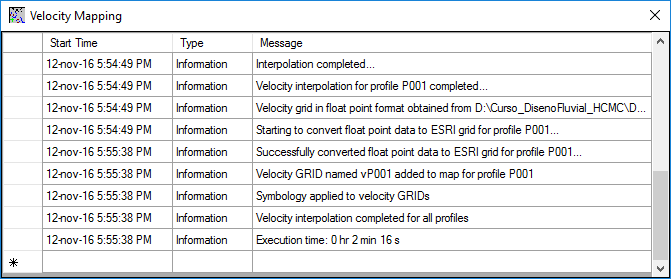 Velocity Mapping
Start Time Type Message
12-nov-16 5:54:49 PM Information Interpolation completed...
12-nov-16 5:54:49 PM Information Velocity interpolation for profile P001 completed...
12-nov-16 5:54:49 PM Information Velocity grid in float point format obtained from D:\Curso_DisenoFluvial_HCMC\D...
12-nov-16 5:54:49 PM Information Starting to convert float point data to ESRI grid for profile P001...
12-nov-16 5:55:38 PM Information Successfully converted float point data to ESRI grid for profile P001...
12-nov-16 5:55:38 PM Information Velocity GRID named vP001 added to map for profile P001
12-nov-16 5:55:38 PM Information Symbology applied to velocity GRIDs
12-nov-16 5:55:38 PM Information Velocity interpolation completed for all profiles
12-nov-16 5:55:38 PM Information Execution time: 0 hr 2 min 16 s